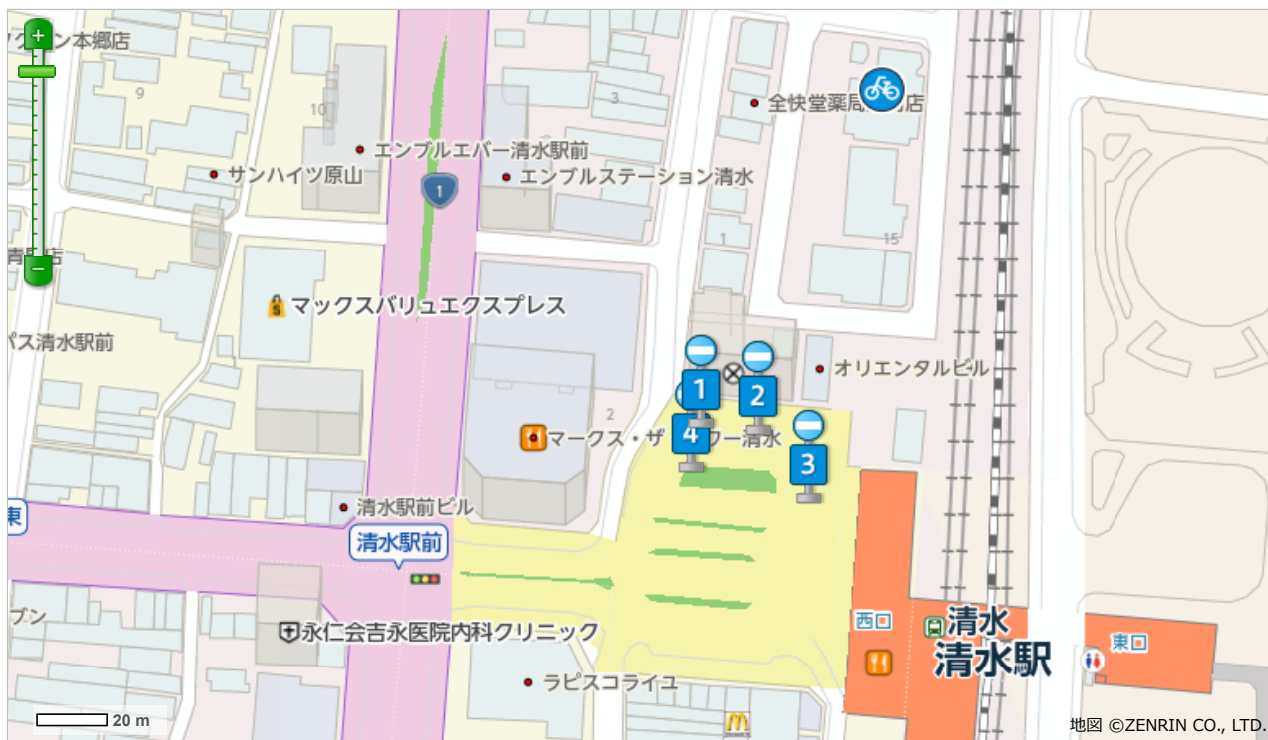 本郷店
9
10
3
エンブルエバー清水駅前
サンハイツ原山
1
エンブルステーション清水
全快堂薬局
店
15
1
マックスバリュエクスプレス
パス清水駅前
オリエンタルビル
1
2
4
3
2
マークス・ザ
ワー清水
清水駅前ビル
東
清水駅前
ブン
永仁会吉永医院内科クリニック
西口
清水
清水駅
東口
ラピスコライユ
20 m
地図 ©ZENRIN CO., LTD.